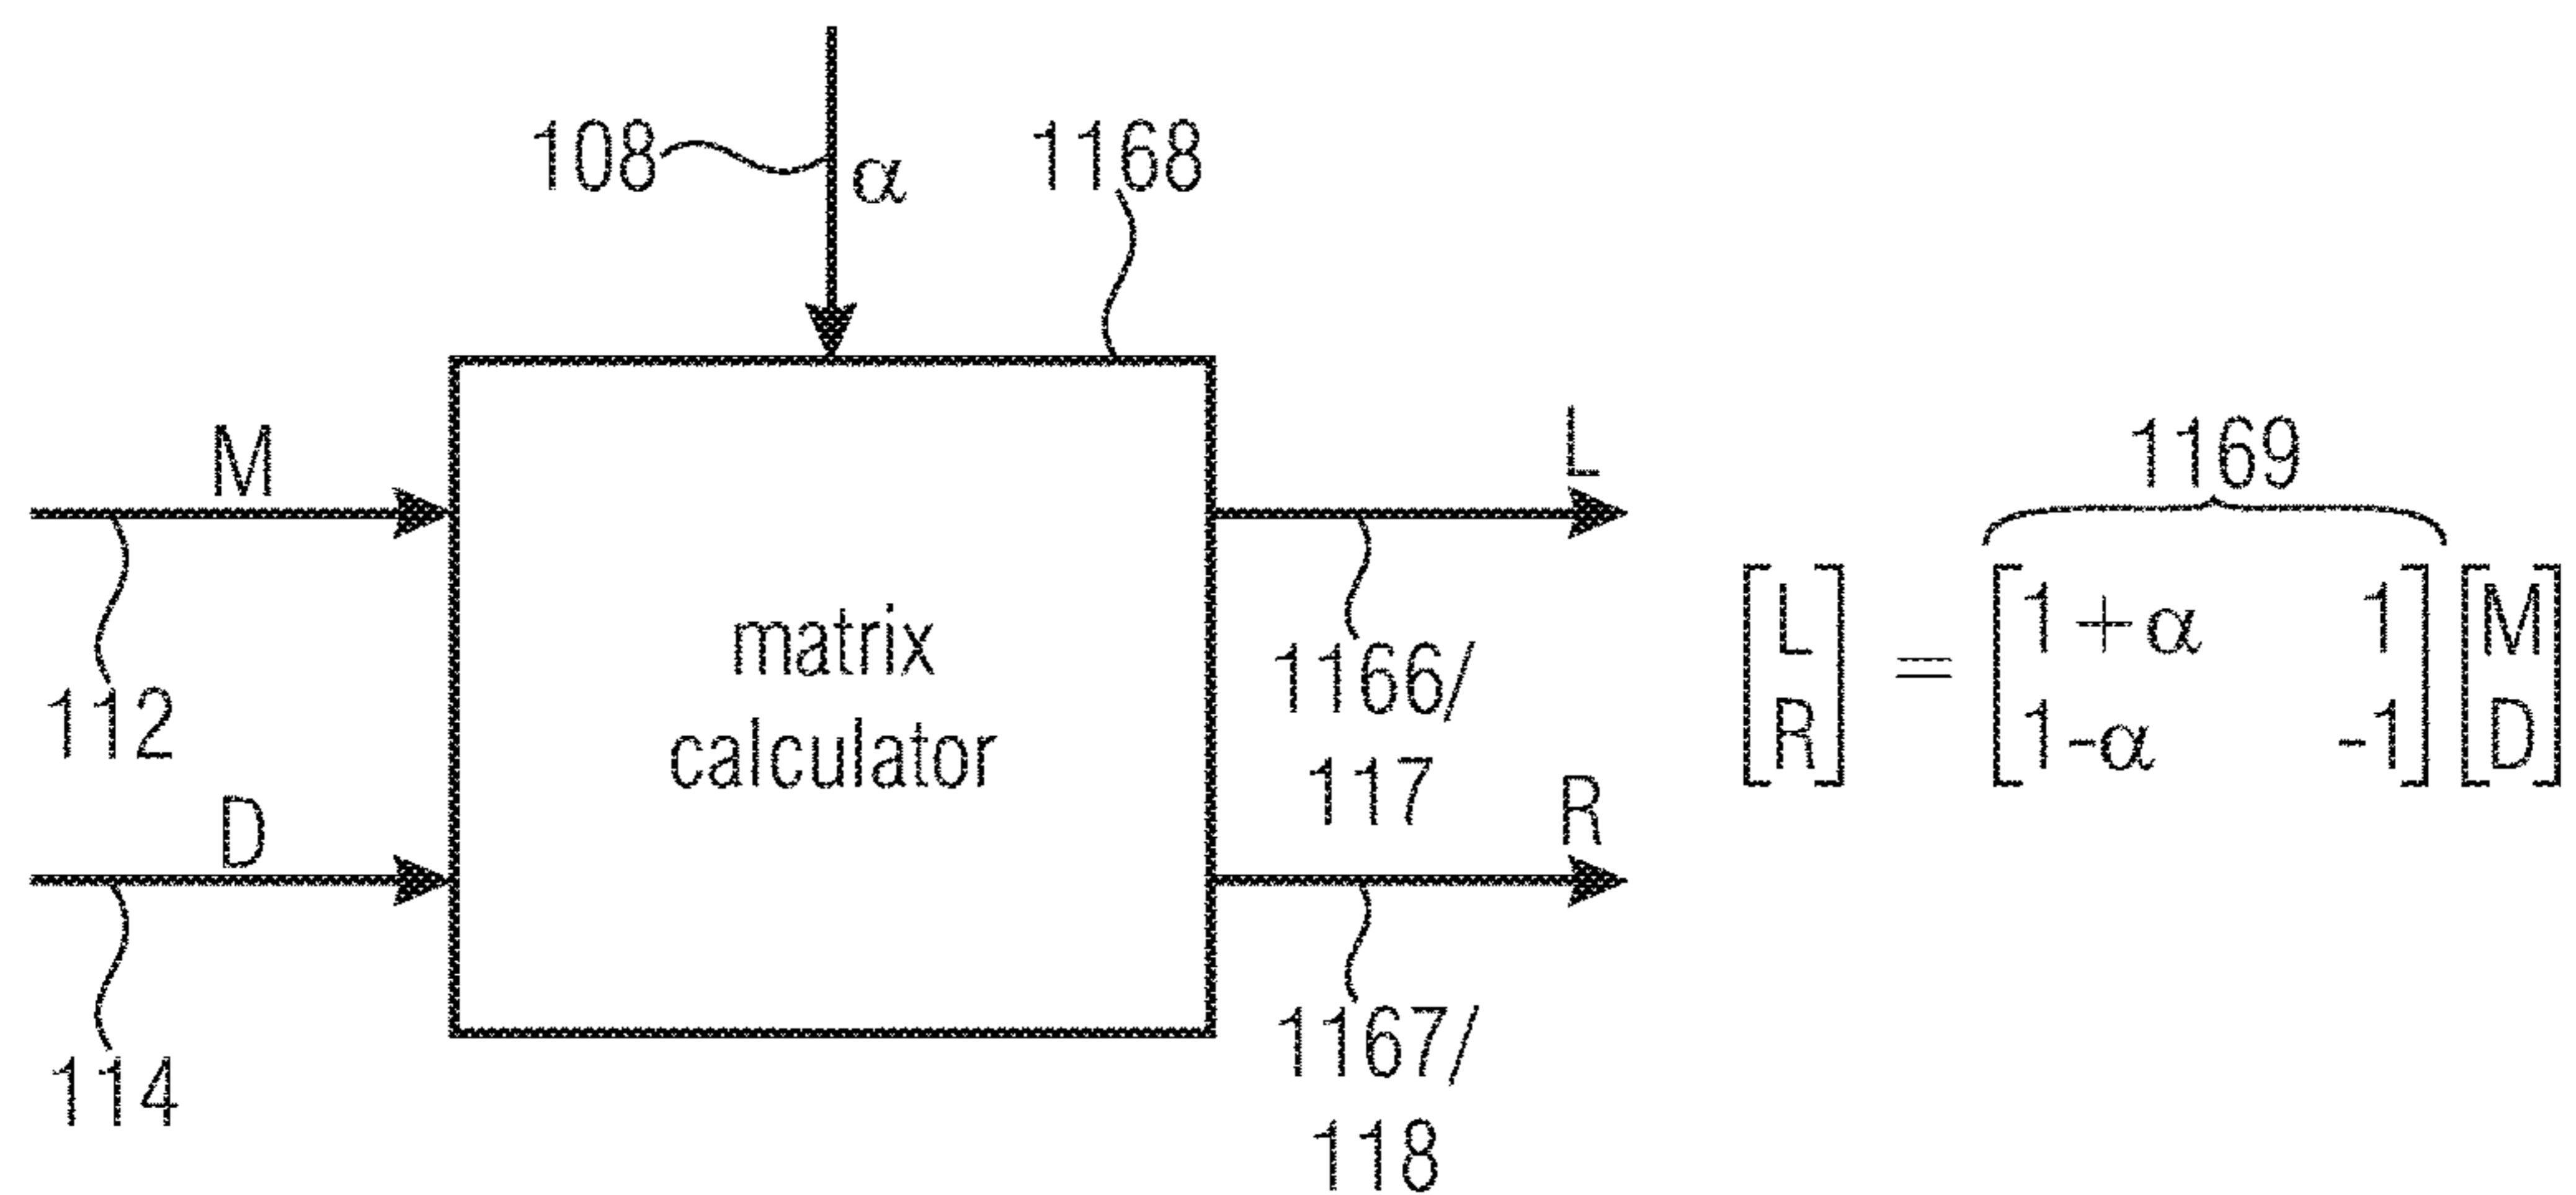 108
α
1168
M
L
1169
112
matrix
calculator
1166/
117
[L] = [1+α 1] [M]
[R] [1-α -1] [D]
D
R
114
1167/
118